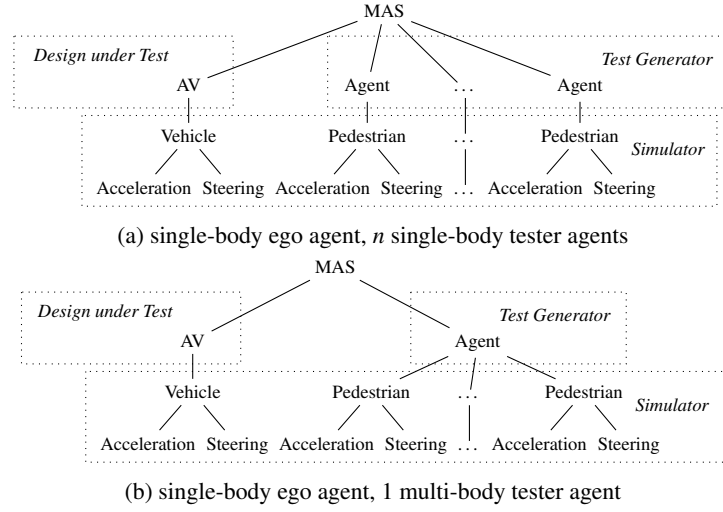 MAS
Design under Test
Test Generator
AV Agent ... Agent
Vehicle Pedestrian ... Pedestrian
Simulator
Acceleration Steering Acceleration Steering ... Acceleration Steering
(a) single-body ego agent, n single-body tester agents
MAS
Design under Test
Test Generator
AV Agent
Vehicle Pedestrian ... Pedestrian
Simulator
Acceleration Steering Acceleration Steering ... Acceleration Steering
(b) single-body ego agent, 1 multi-body tester agent